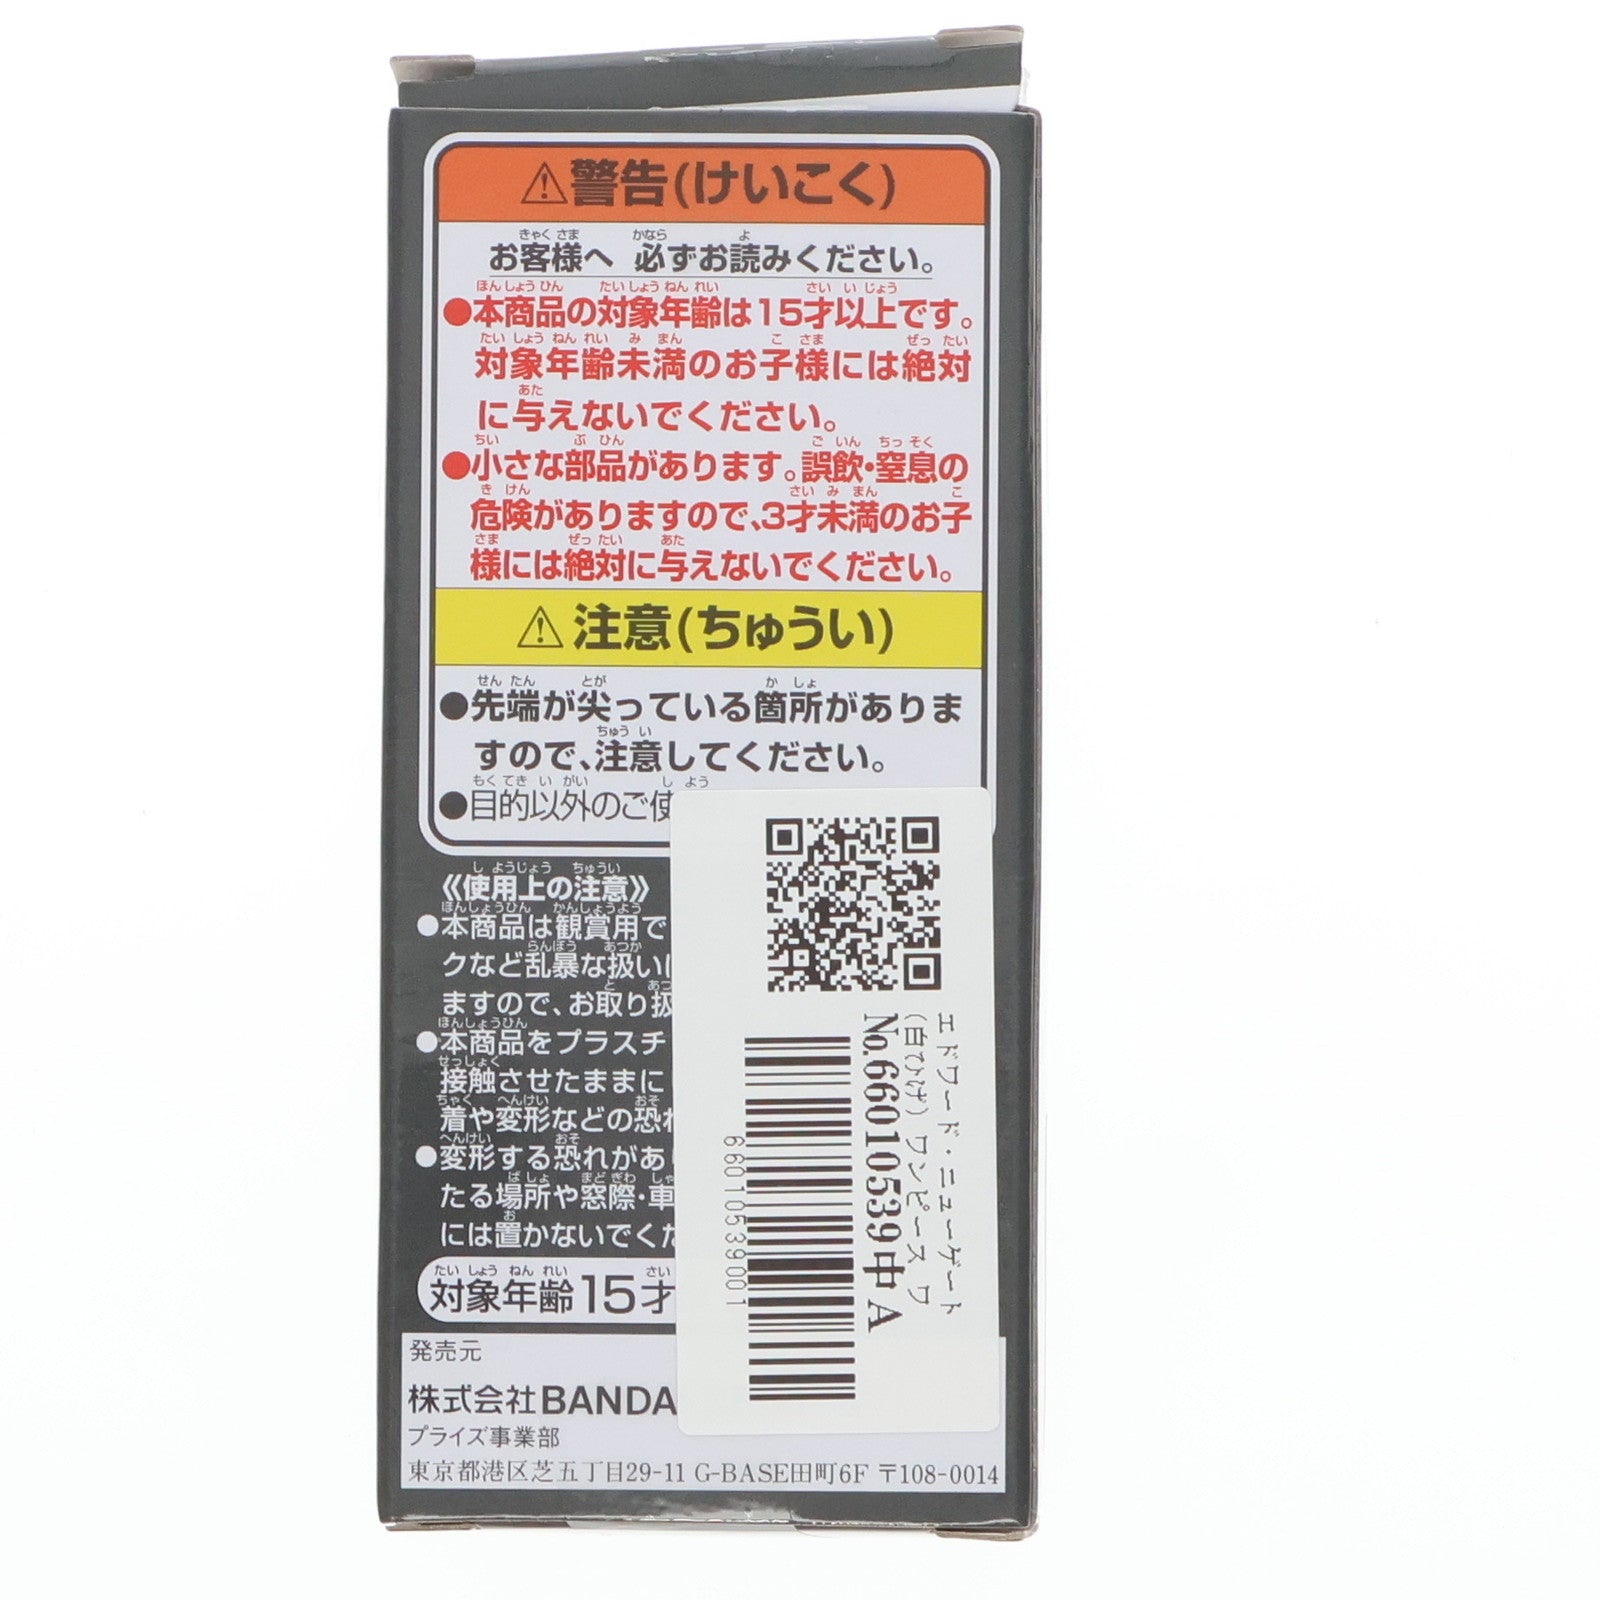 ⚠警告(けいこく)
お客様へ 必ずお読みください。
●本商品の対象年齢は15才以上です。
対象年齢未満のお子様には絶対
に与えないでください。
●小さな部品があります。誤飲・窒息の
危険がありますので、3才未満のお子
様には絶対に与えないでください。
⚠注意(ちゅうい)
●先端が尖っている箇所がありま
すので、注意してください。
●目的以外のご使
《使用上の注意》
●本商品は観賞用で
クなど乱暴な扱い
ますので、お取り扱
●本商品をプラスチ
接触させたままに
着や変形などの恐れ
●変形する恐れがあ
たる場所や窓際・車
には置かないでくだ
対象年齢15才
発売元
株式会社BANDA
プライズ事業部
東京都港区芝五丁目29-11 G-BASE田町6F 〒108-0014
エドワード・ニューゲート
(白ひげ) ワンピース ワ
No.66010539中A
66010539001